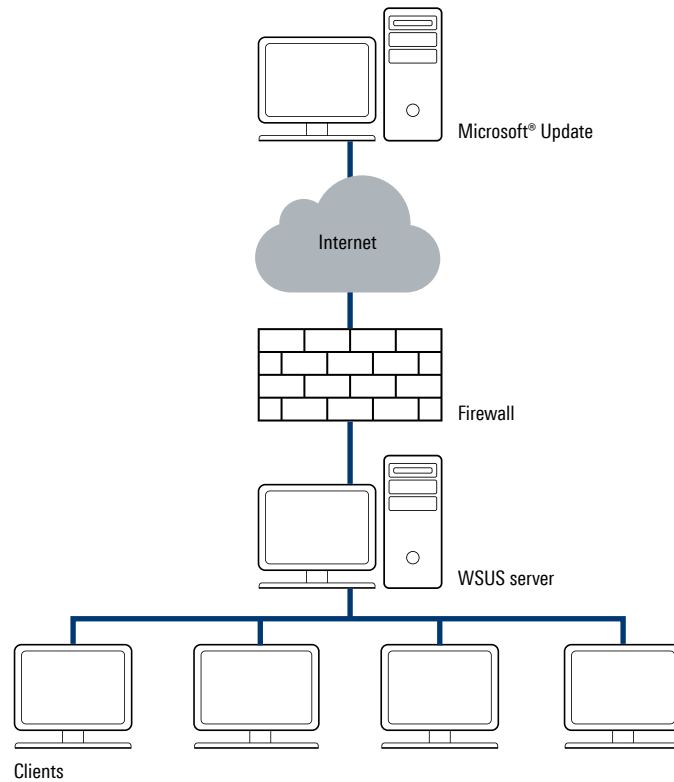 Microsoft® Update
Internet
Firewall
WSUS server
Clients